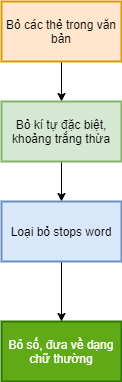 Bỏ các thẻ trong văn
bản
Bỏ kí tự đặc biệt,
khoảng trắng thừa
Loại bỏ stops word
Bỏ số, đưa về dạng
chữ thường